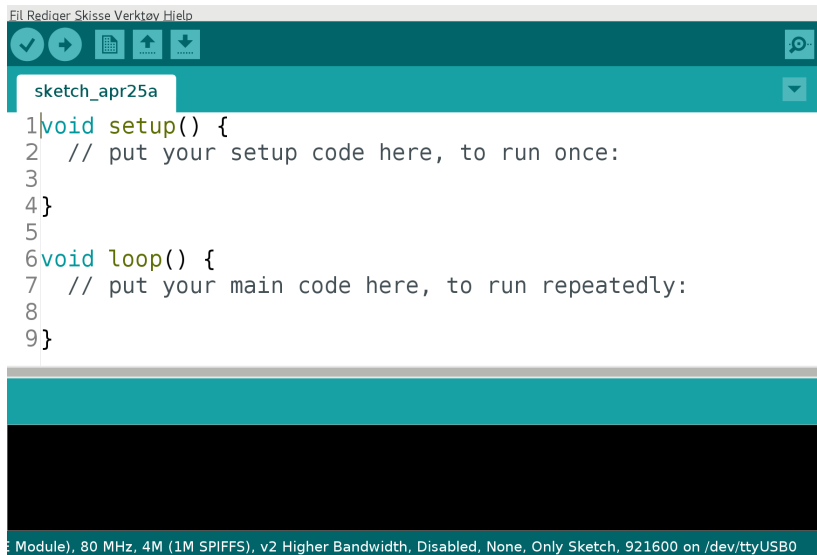 Fil Rediger Skisse Verktøy Hjelp
sketch_apr25a
1void setup() {
2  // put your setup code here, to run once:
3
4}
5
6void loop() {
7  // put your main code here, to run repeatedly:
8
9}
Module), 80 MHz, 4M (1M SPIFFS), v2 Higher Bandwidth, Disabled, None, Only Sketch, 921600 on /dev/ttyUSB0